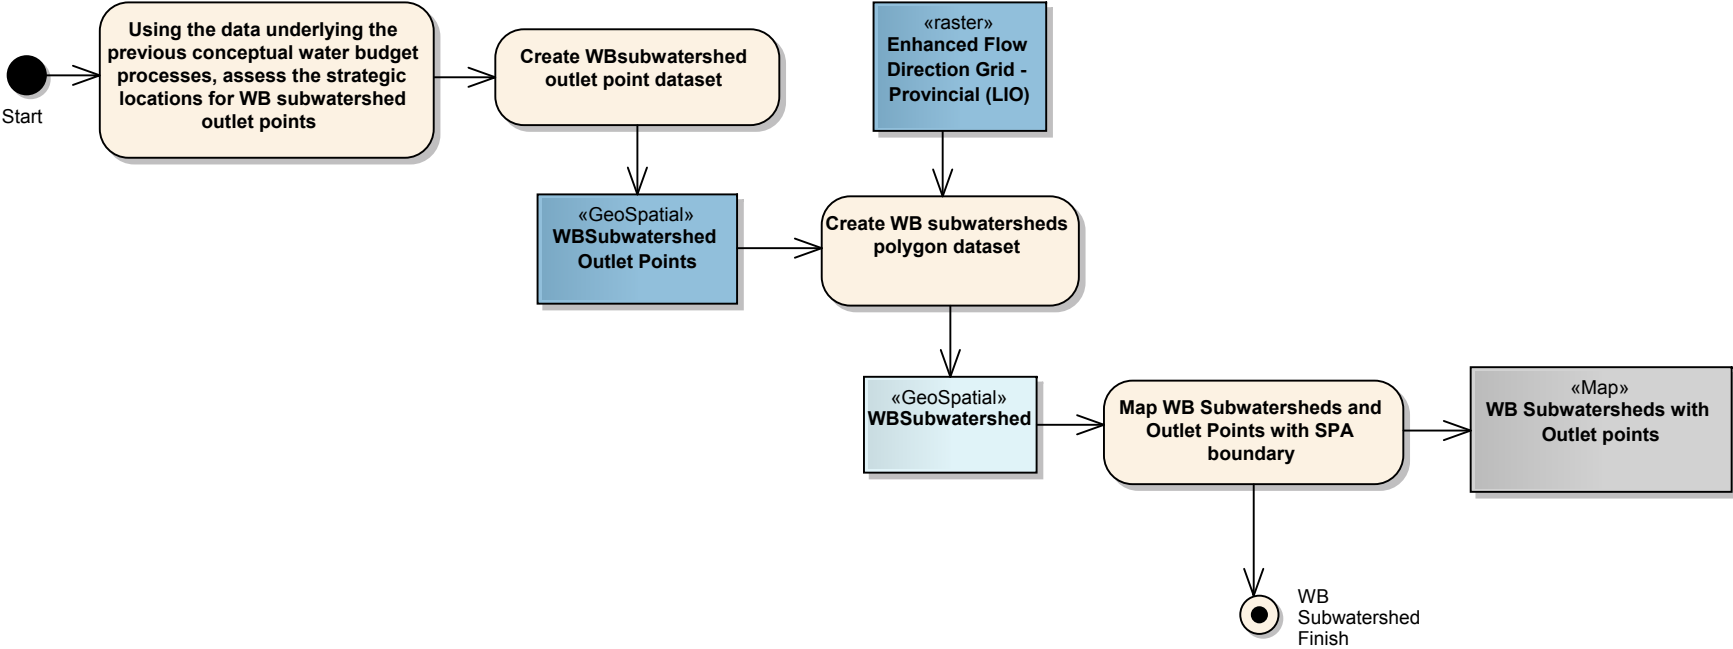 Start
Using the data underlying the
previous conceptual water budget
processes, assess the strategic
locations for WB subwatershed
outlet points
Create WBsubwatershed
outlet point dataset
«raster»
Enhanced Flow
Direction Grid -
Provincial (LIO)
«GeoSpatial»
WBSubwatershed
Outlet Points
Create WB subwatersheds
polygon dataset
«GeoSpatial»
WBSubwatershed
Map WB Subwatersheds and
Outlet Points with SPA
boundary
«Map»
WB Subwatersheds with
Outlet points
WB
Subwatershed
Finish